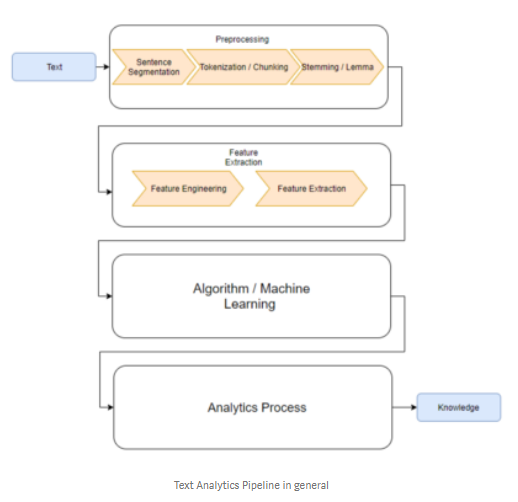 Preprocessing
Text
Sentence
Segmentation
Tokenization / Chunking
Stemming / Lemma
Feature
Extraction
Feature Engineering
Feature Extraction
Algorithm / Machine
Learning
Analytics Process
Knowledge
Text Analytics Pipeline in general